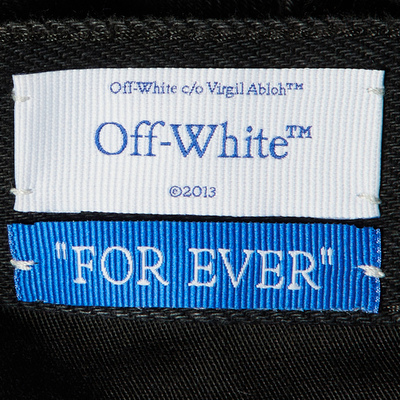 Off-White c/o Virgil Abloh™
Off-White™
©2013
"FOR EVER"